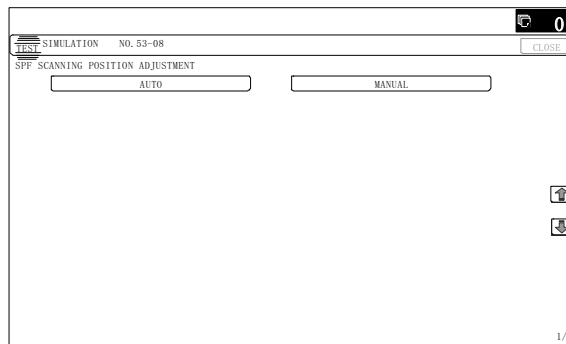 0
TEST SIMULATION NO. 53-08
CLOSE
SPF SCANNING POSITION ADJUSTMENT
AUTO MANUAL
1/